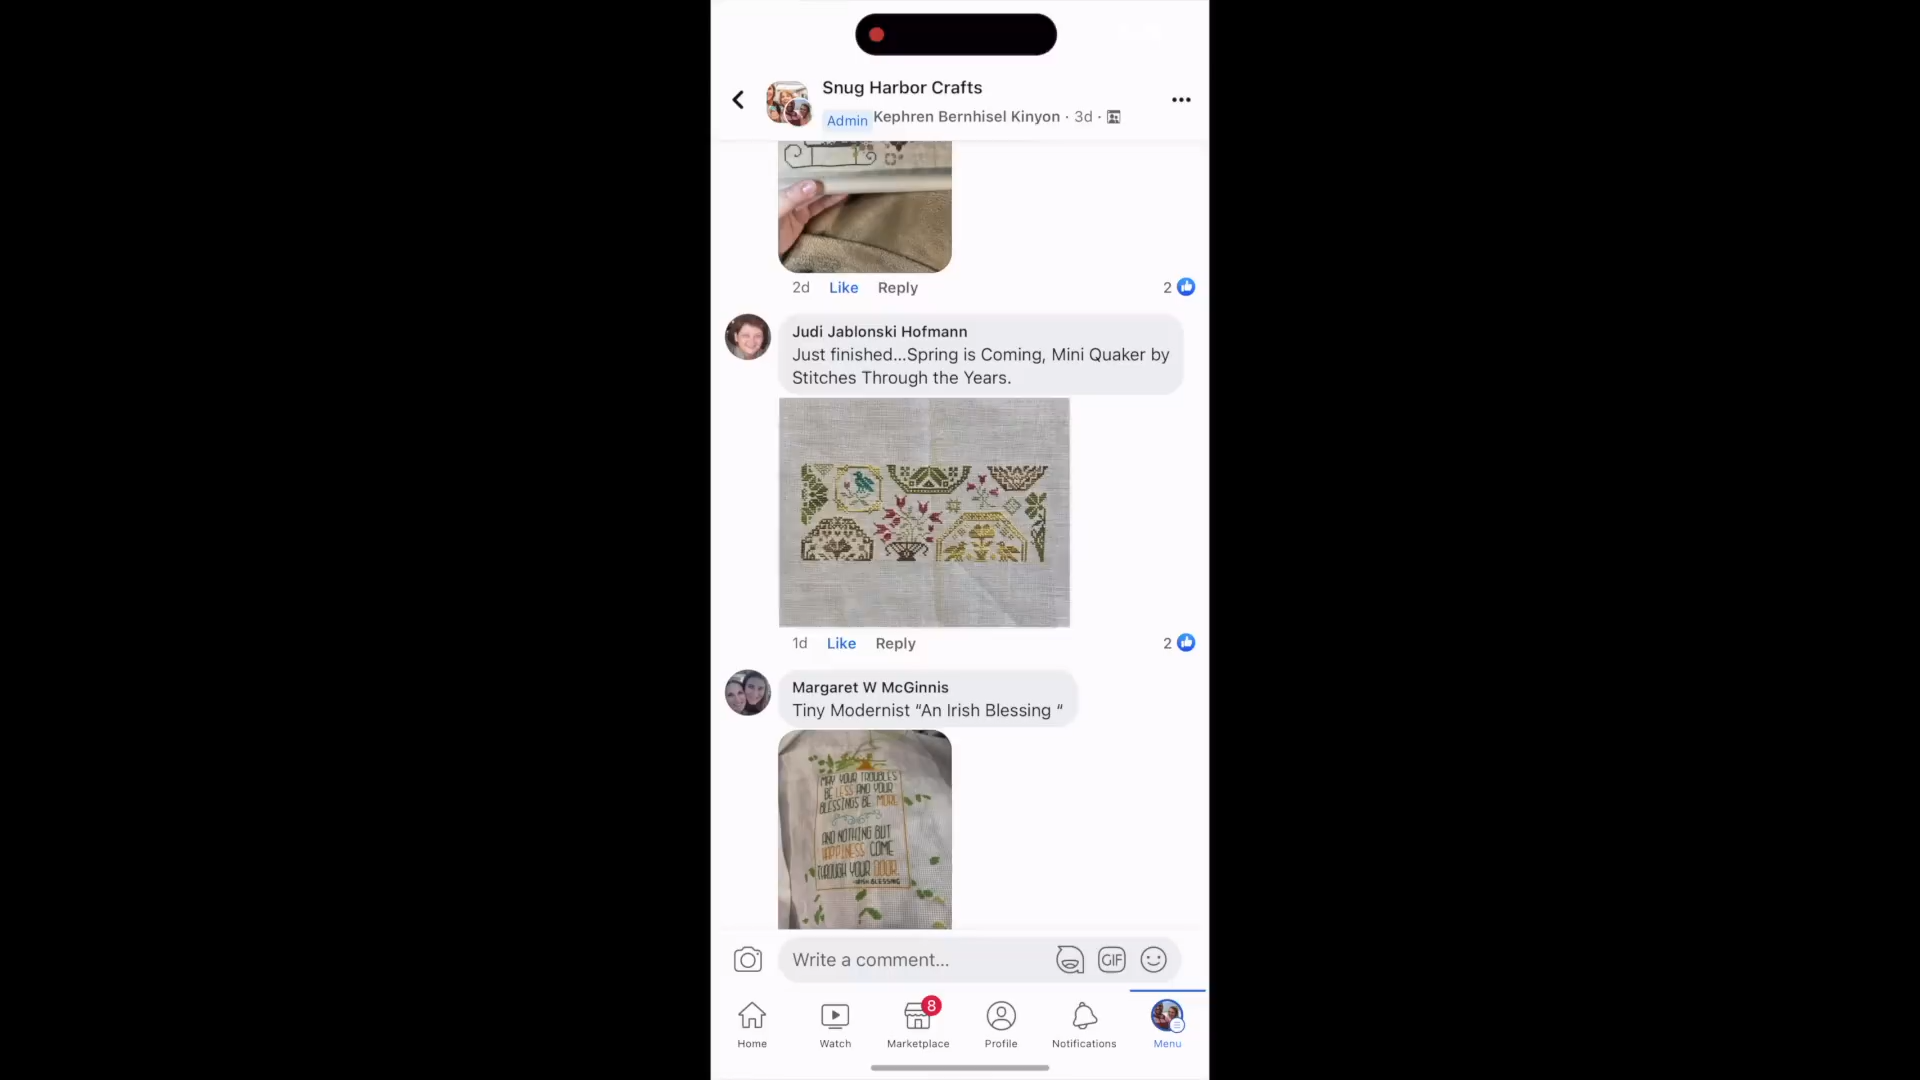 Snug Harbor Crafts
Admin Kephren Bernhisel Kinyon · 3d ·
2d Like Reply 2
Judi Jablonski Hofmann
Just finished...Spring is Coming, Mini Quaker by
Stitches Through the Years.
1d Like Reply 2
Margaret W McGinnis
Tiny Modernist “An Irish Blessing “
MAY YOUR TROUBLES
BE LESS AND YOUR
BLESSINGS BE MORE
AND NOTHING BUT
HAPPINESS COME
THROUGH YOUR DOOR
IRISH BLESSING
Write a comment...
GIF
8
Home Watch Marketplace Profile Notifications Menu